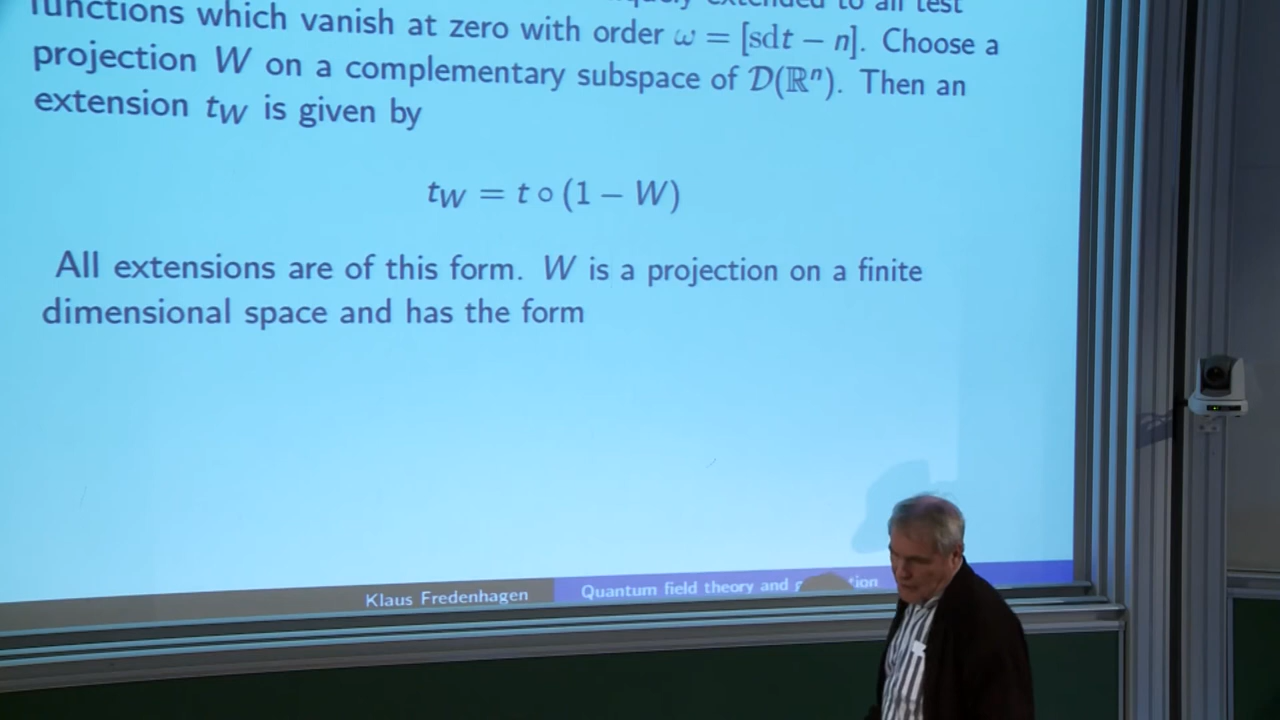 functions which vanish at zero with order ω = [sdt − n]. Choose a
projection W on a complementary subspace of 𝒟(ℝⁿ). Then an
extension t_W is given by
t_W = t ∘ (1 − W)
All extensions are of this form. W is a projection on a finite
dimensional space and has the form
Klaus Fredenhagen
Quantum field theory and